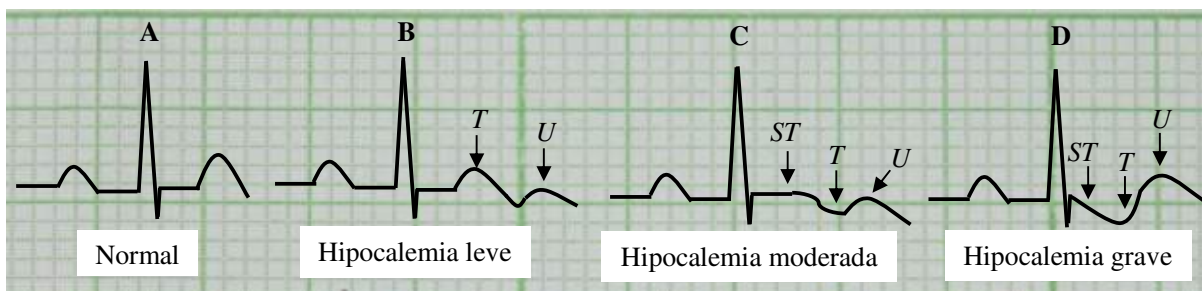 A
B
C
D
T
U
ST
T
U
ST
T
U
Normal
Hipocalemia leve
Hipocalemia moderada
Hipocalemia grave